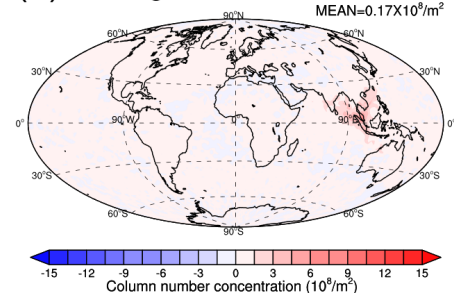 MEAN=0.17X10⁸/m²
90°N
60°N 60°N
30°N 30°N
0° 90°W 0° 90°E 0°
30°S 30°S
60°S 60°S
90°S
-15 -12 -9 -6 -3 0 3 6 9 12 15
Column number concentration (10⁸/m²)